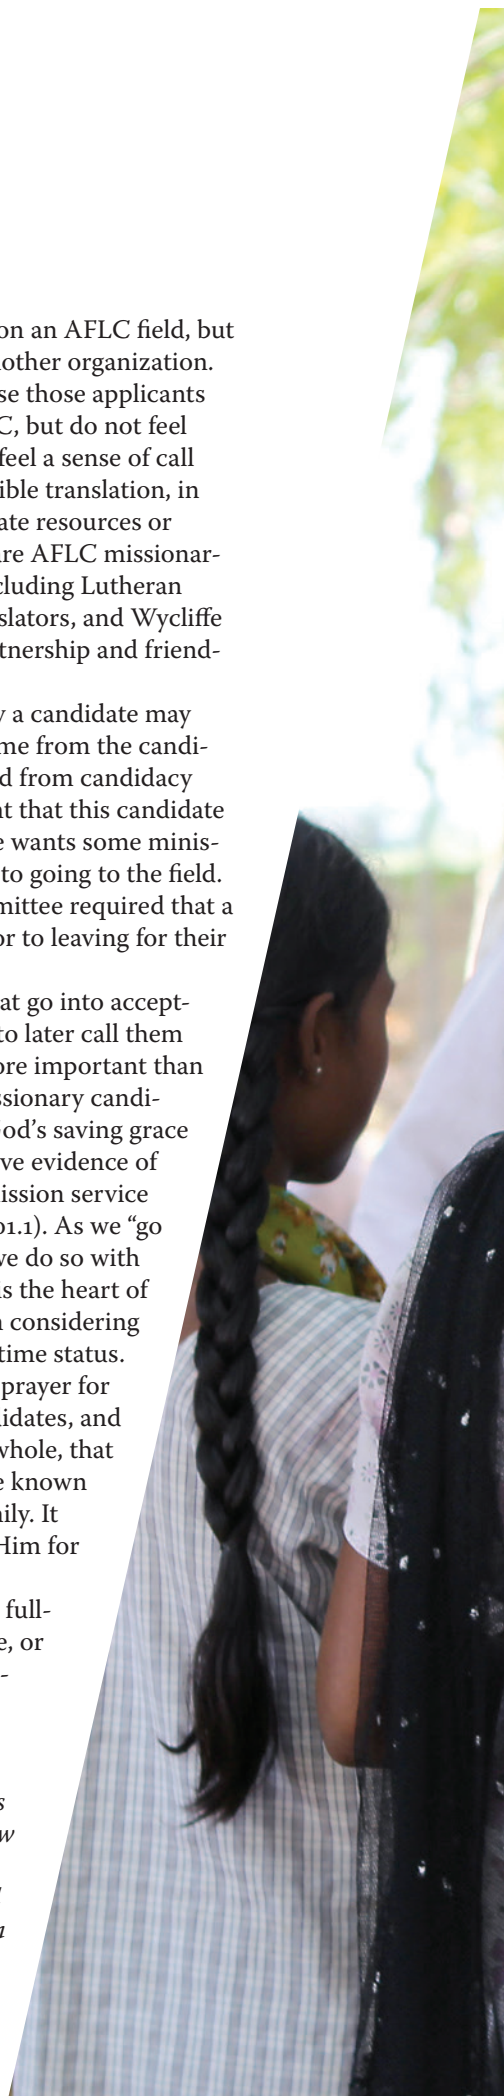 on an AFLC field, but
other organization.
se those applicants
C, but do not feel
feel a sense of call
ible translation, in
ate resources or
are AFLC missionar-
cluding Lutheran
slators, and Wycliffe
tnership and friend-
y a candidate may
me from the candi-
d from candidacy
nt that this candidate
e wants some minis-
to going to the field.
mittee required that a
or to leaving for their
at go into accept-
to later call them
ore important than
ssionary candi-
God’s saving grace
ve evidence of
ission service
01.1). As we “go
we do so with
is the heart of
n considering
time status.
prayer for
idates, and
whole, that
e known
ily. It
Him for
full-
e, or
-
s
w
n